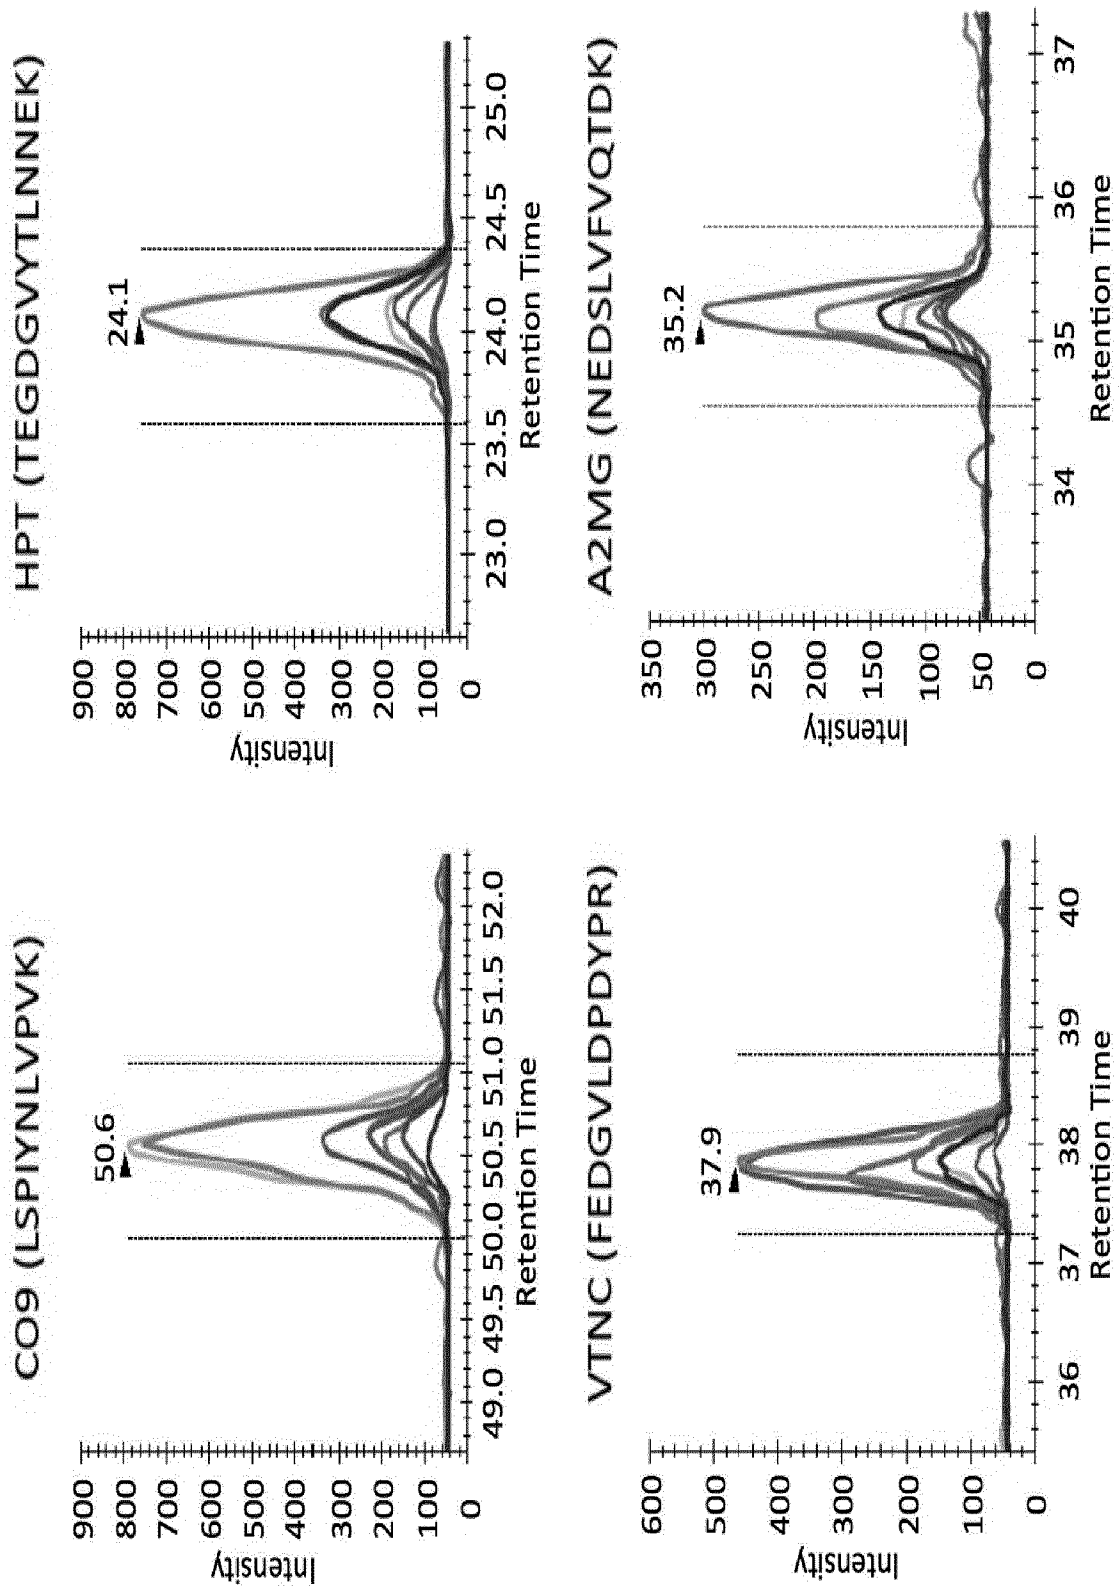 CO9 (LSPIYNLVPVK)
50.6
Intensity
900
800
700
600
500
400
300
200
100
0
49.0 49.5 50.0 50.5 51.0 51.5 52.0
Retention Time
HPT (TEGDGVYTLNNEK)
24.1
Intensity
900
800
700
600
500
400
300
200
100
0
23.0 23.5 24.0 24.5 25.0
Retention Time
VTNC (FEDGVLDPDYPR)
37.9
Intensity
600
500
400
300
200
100
0
36 37 38 39 40
Retention Time
A2MG (NEDSLVFVQTDK)
35.2
Intensity
350
300
250
200
150
100
50
0
34 35 36 37
Retention Time